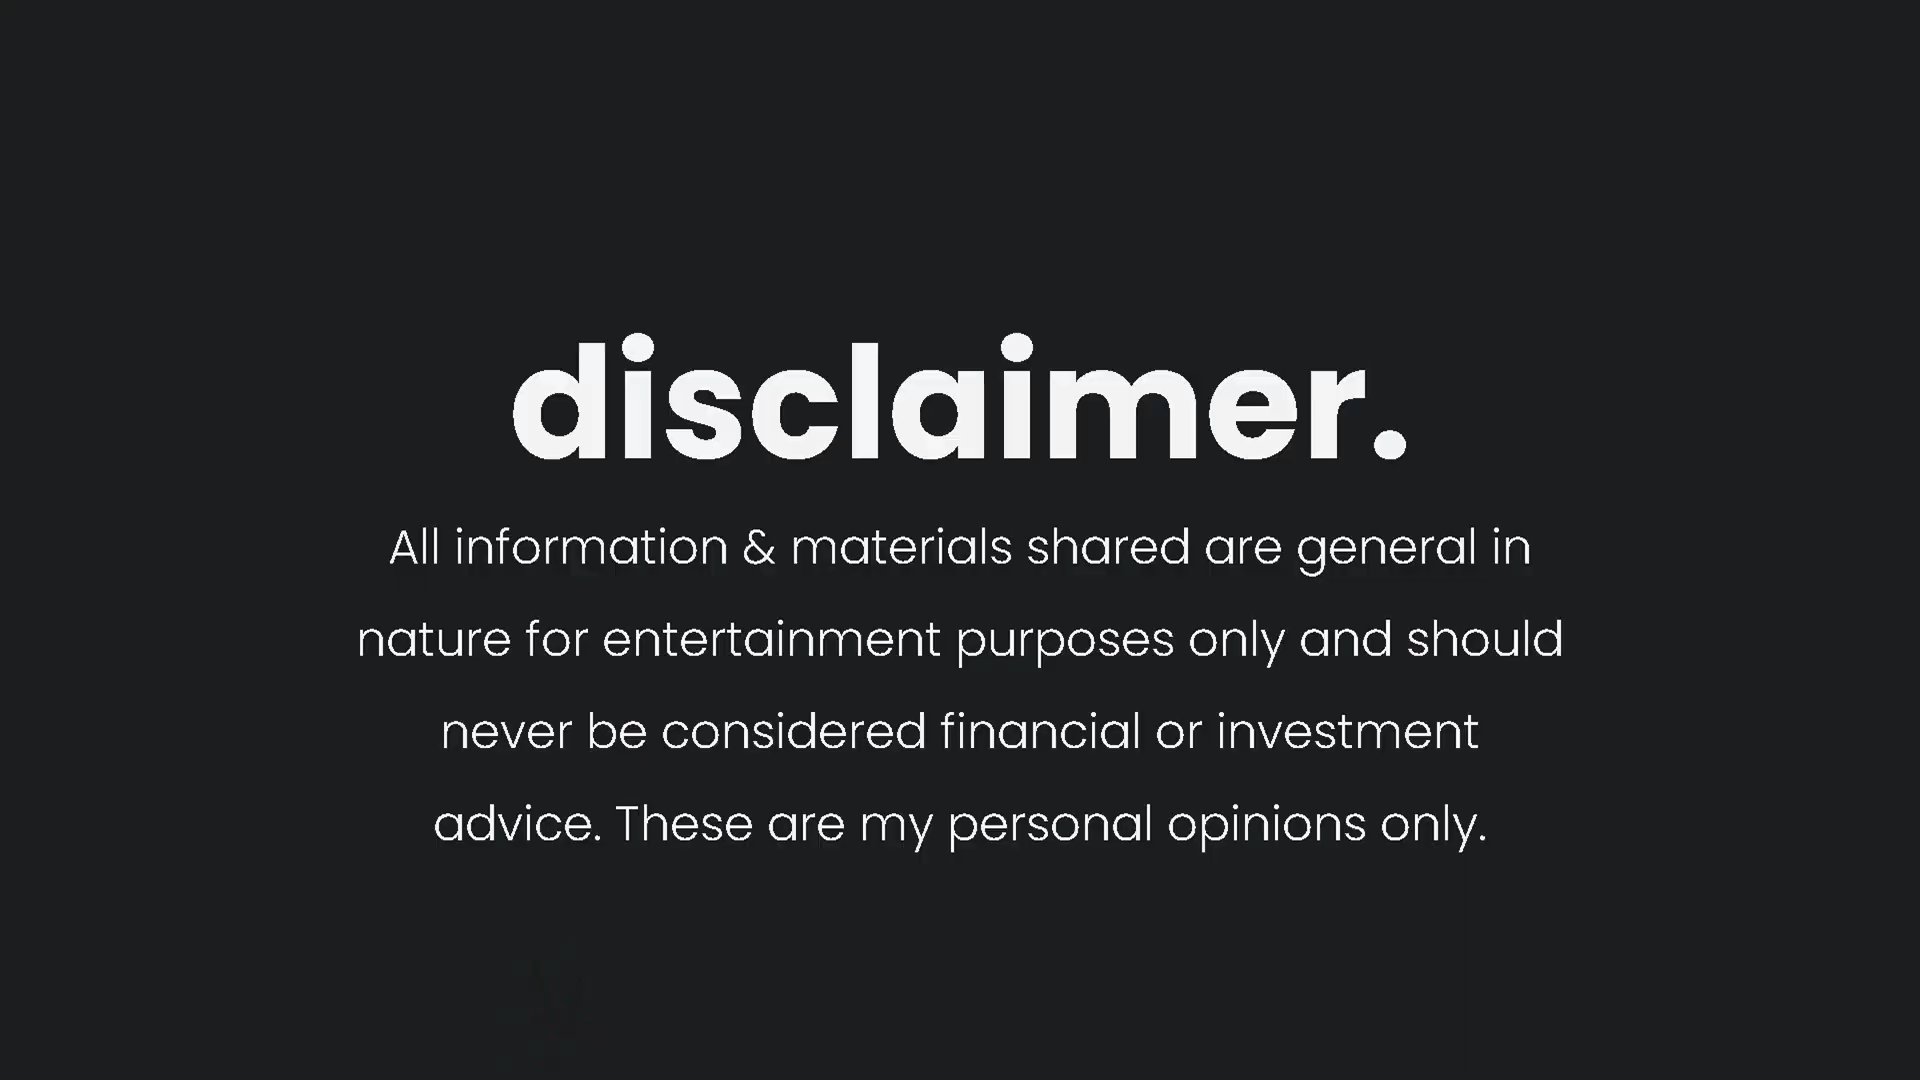 disclaimer.
All information & materials shared are general in
nature for entertainment purposes only and should
never be considered financial or investment
advice. These are my personal opinions only.